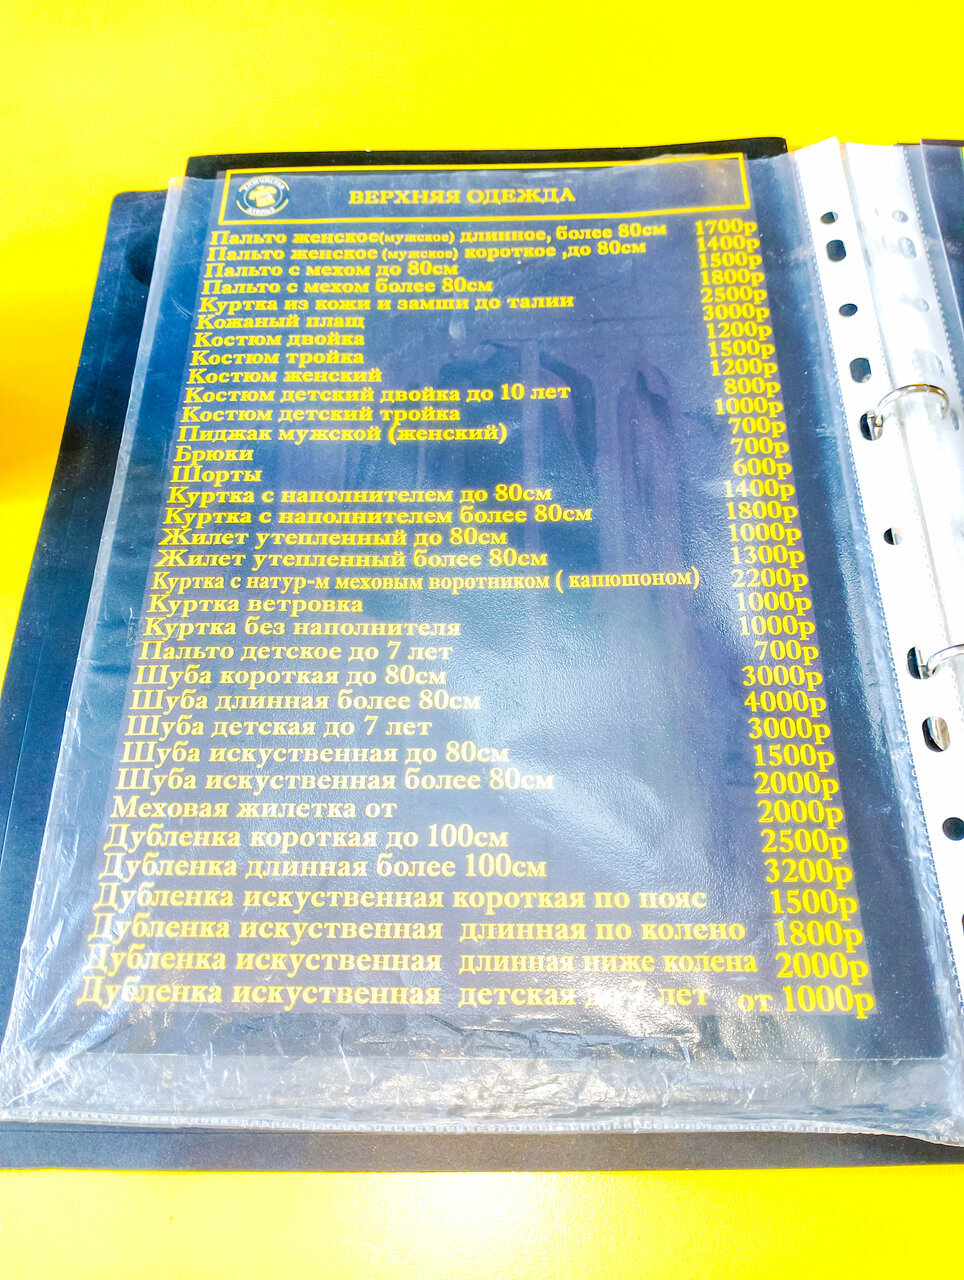 ВЕРХНЯЯ ОДЕЖДА
Пальто женское(мужское) длинное, более 80см 1700р
Пальто женское (мужское) короткое ,до 80см 1400р
Пальто с мехом до 80см 1500р
Пальто с мехом более 80см 1800р
Куртка из кожи и замши до талии 2500р
Кожаный плащ 3000р
Костюм двойка 1200р
Костюм тройка 1500р
Костюм женский 1200р
Костюм детский двойка до 10 лет 800р
Костюм детский тройка 1000р
Пиджак мужской (женский) 700р
Брюки 700р
Шорты 600р
Куртка с наполнителем до 80см 1400р
Куртка с наполнителем более 80см 1800р
Жилет утепленный до 80см 1000р
Жилет утепленный более 80см 1300р
Куртка с натур-м меховым воротником ( капюшоном) 2200р
Куртка ветровка 1000р
Куртка без наполнителя 1000р
Пальто детское до 7 лет 700р
Шуба короткая до 80см 3000р
Шуба длинная более 80см 4000р
Шуба детская до 7 лет 3000р
Шуба искуственная до 80см 1500р
Шуба искуственная более 80см 2000р
Меховая жилетка от 2000р
Дубленка короткая до 100см 2500р
Дубленка длинная более 100см 3200р
Дубленка искуственная короткая по пояс 1500р
Дубленка искуственная длинная по колено 1800р
Дубленка искуственная длинная ниже колена 2000р
Дубленка искуственная детская до 7 лет от 1000р